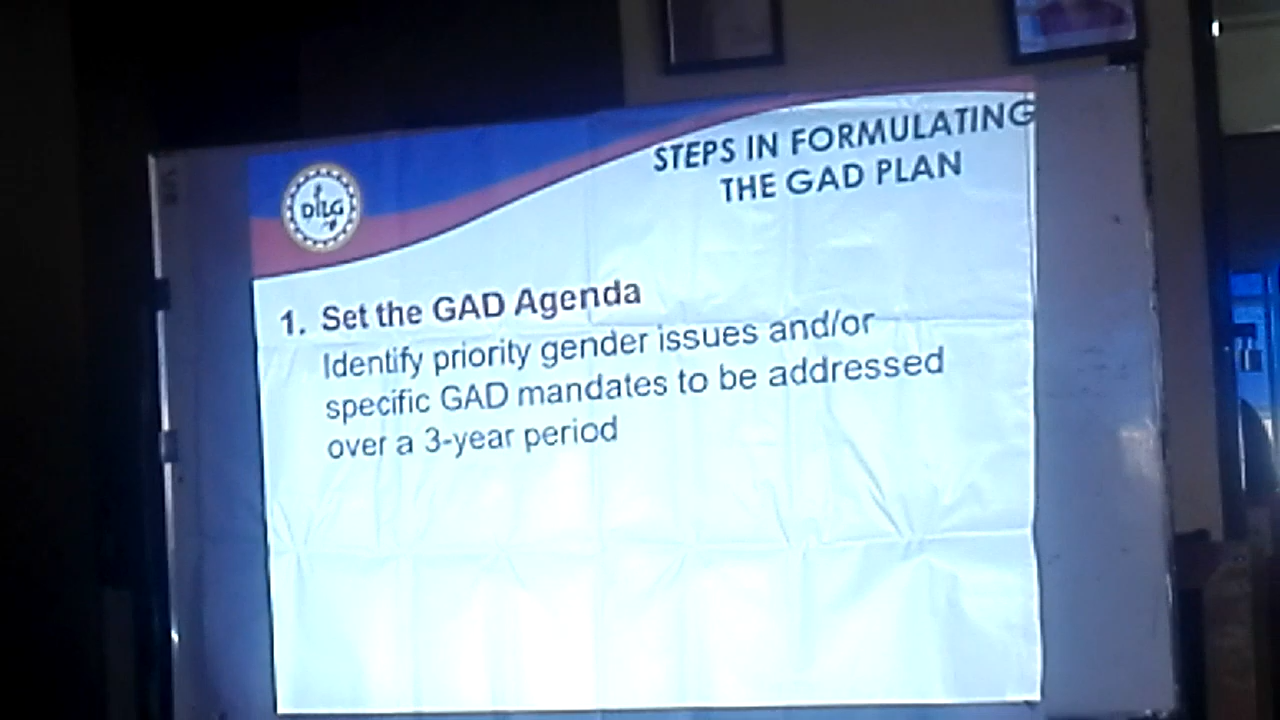 STEPS IN FORMULATING
THE GAD PLAN
DILG
1. Set the GAD Agenda
Identify priority gender issues and/or
specific GAD mandates to be addressed
over a 3-year period